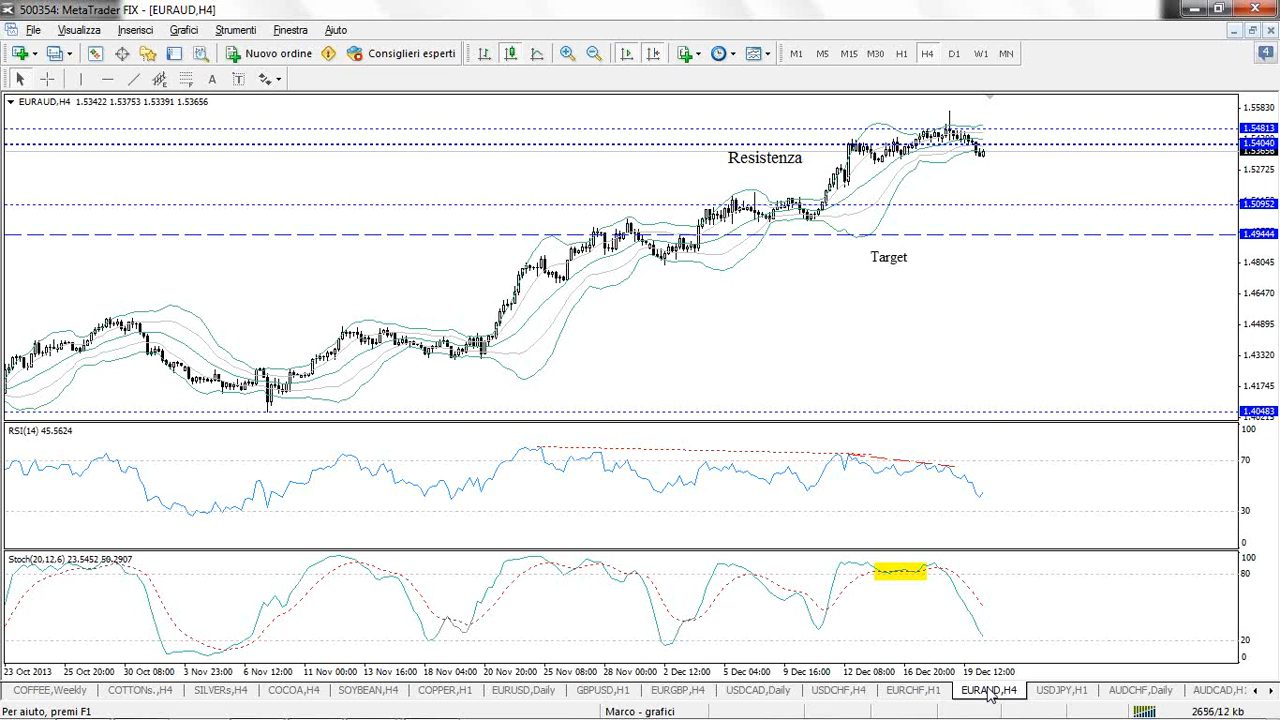 500354: MetaTrader FIX - [EURAUD,H4]
File Visualizza Inserisci Grafici Strumenti Finestra Aiuto
Nuovo ordine Consiglieri esperti M1 M5 M15 M30 H1 H4 D1 W1 MN
4
A T
EURAUD,H4 1.53422 1.53753 1.53391 1.53656
1.55830
1.54813
1.54040
Resistenza
1.52725
1.50952
1.49444
Target
1.48045
1.46470
1.44895
1.43320
1.41745
1.40483
RSI(14) 45.5624
100
70
30
0
Stoch(20,12,6) 23.5452 50.2907
100
80
20
0
23 Oct 2013 25 Oct 20:00 30 Oct 08:00 3 Nov 23:00 6 Nov 12:00 11 Nov 00:00 13 Nov 16:00 18 Nov 04:00 20 Nov 20:00 25 Nov 08:00 28 Nov 00:00 2 Dec 12:00 5 Dec 04:00 9 Dec 16:00 12 Dec 08:00 16 Dec 20:00 19 Dec 12:00
COFFEE,Weekly COTTONs.,H4 SILVERs,H4 COCOA,H4 SOYBEAN,H4 COPPER,H1 EURUSD,Daily GBPUSD,H1 EURGBP,H4 USDCAD,Daily USDCHF,H4 EURCHF,H1 EURAUD,H4 USDJPY,H1 AUDCHF,Daily AUDCAD,H
Per aiuto, premi F1 Marco - grafici 2656/12 kb